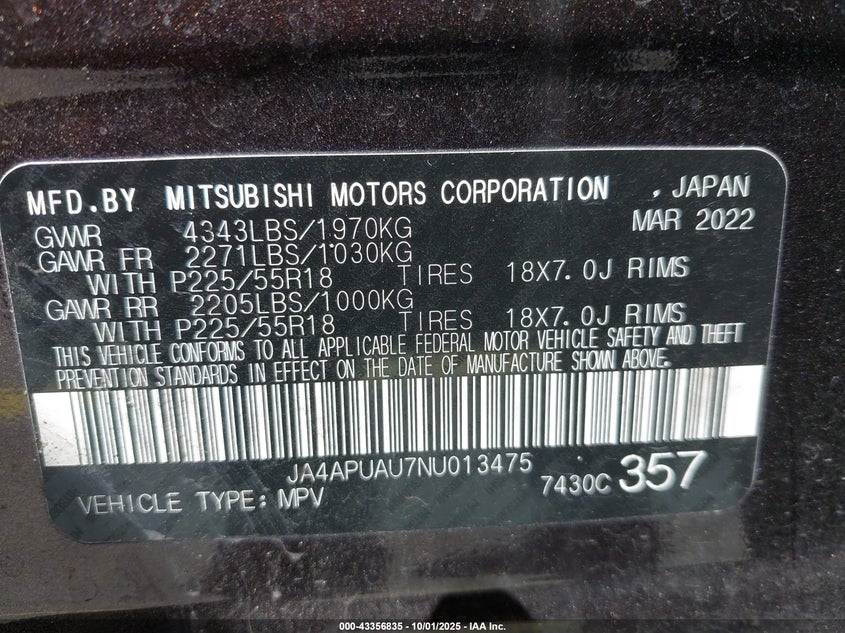 MFD.BY MITSUBISHI MOTORS CORPORATION , JAPAN
MAR 2022
GVWR 4343LBS/1970KG
GAWR FR 2271LBS/1030KG
WITH P225/55R18 TIRES 18X7.0J RIMS
GAWR RR 2205LBS/1000KG
WITH P225/55R18 TIRES 18X7.0J RIMS
THIS VEHICLE CONFORMS TO ALL APPLICABLE FEDERAL MOTOR VEHICLE SAFETY AND THEFT
PREVENTION STANDARDS IN EFFECT ON THE DATE OF MANUFACTURE SHOWN ABOVE.
JA4APUAU7NU013475
VEHICLE TYPE: MPV 7430C 357
000-43356835 - 10/01/2025 - IAA Inc.